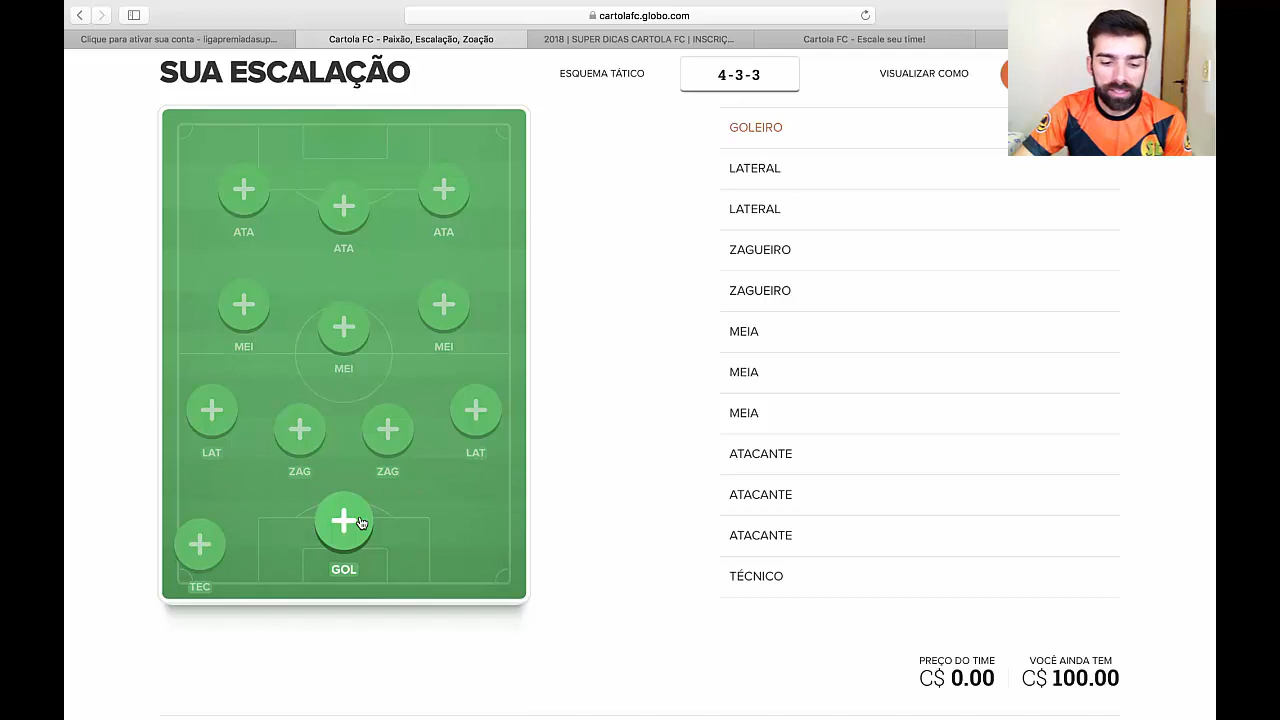 cartolafc.globo.com
Clique para ativar sua conta - ligapremiadasup...
Cartola FC - Paixão, Escalação, Zoação
2018 | SUPER DICAS CARTOLA FC | INSCRIÇ...
Cartola FC - Escale seu time!
SUA ESCALAÇÃO
ESQUEMA TÁTICO
4-3-3
VISUALIZAR COMO
ATA
ATA
ATA
MEI
MEI
MEI
LAT
ZAG
ZAG
LAT
GOL
TEC
GOLEIRO
LATERAL
LATERAL
ZAGUEIRO
ZAGUEIRO
MEIA
MEIA
MEIA
ATACANTE
ATACANTE
ATACANTE
TÉCNICO
PREÇO DO TIME
C$ 0.00
VOCÊ AINDA TEM
C$ 100.00